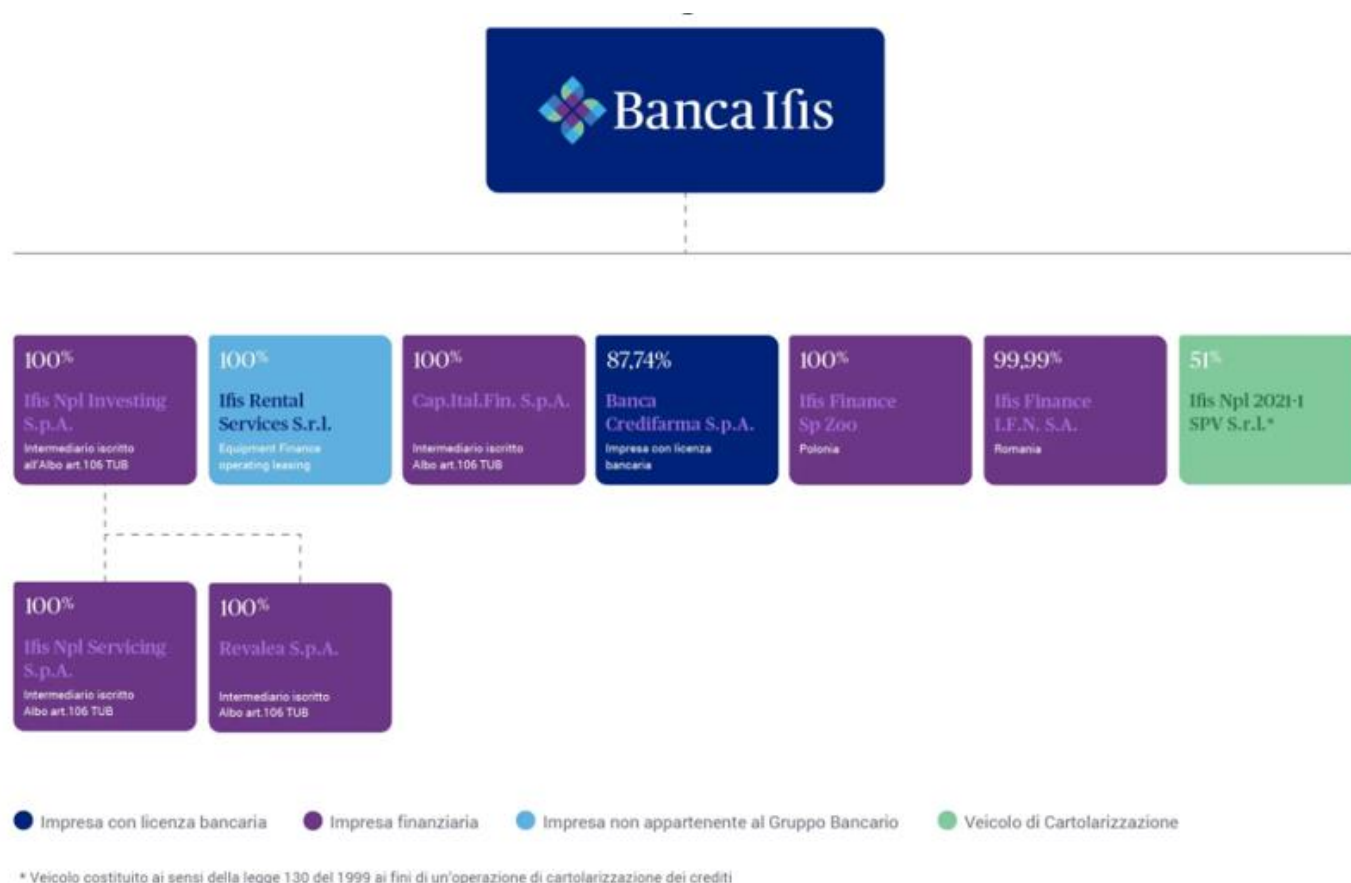 Banca Ifis
100%
Ifis Npl Investing
S.p.A.
Intermediario iscritto
all'Albo art.106 TUB
100%
Ifis Rental
Services S.r.l.
Equipment Finance
operating leasing
100%
Cap.Ital.Fin. S.p.A.
Intermediario iscritto
Albo art.106 TUB
87,74%
Banca
Credifarma S.p.A.
Impresa con licenza
bancaria
100%
Ifis Finance
Sp Zoo
Polonia
99,99%
Ifis Finance
I.F.N. S.A.
Romania
51%
Ifis Npl 2021-1
SPV S.r.l.*
100%
Ifis Npl Servicing
S.p.A.
Intermediario iscritto
Albo art.106 TUB
100%
Revalea S.p.A.
Intermediario iscritto
Albo art.106 TUB
Impresa con licenza bancaria
Impresa finanziaria
Impresa non appartenente al Gruppo Bancario
Veicolo di Cartolarizzazione
* Veicolo costituito ai sensi della legge 130 del 1999 ai fini di un'operazione di cartolarizzazione dei crediti